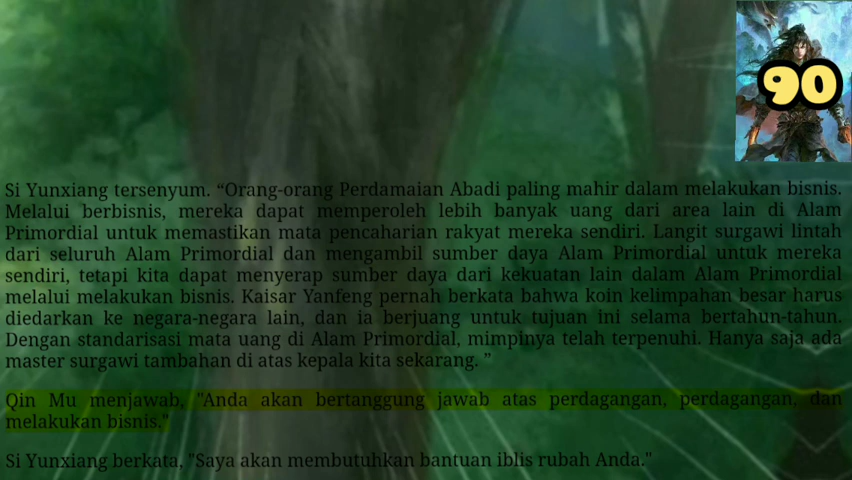 90
Si Yunxiang tersenyum. “Orang-orang Perdamaian Abadi paling mahir dalam melakukan bisnis.
Melalui berbisnis, mereka dapat memperoleh lebih banyak uang dari area lain di Alam
Primordial untuk memastikan mata pencaharian rakyat mereka sendiri. Langit surgawi lintah
dari seluruh Alam Primordial dan mengambil sumber daya Alam Primordial untuk mereka
sendiri, tetapi kita dapat menyerap sumber daya dari kekuatan lain dalam Alam Primordial
melalui melakukan bisnis. Kaisar Yanfeng pernah berkata bahwa koin kelimpahan besar harus
diedarkan ke negara-negara lain, dan ia berjuang untuk tujuan ini selama bertahun-tahun.
Dengan standarisasi mata uang di Alam Primordial, mimpinya telah terpenuhi. Hanya saja ada
master surgawi tambahan di atas kepala kita sekarang. ”
Qin Mu menjawab, "Anda akan bertanggung jawab atas perdagangan, perdagangan, dan
melakukan bisnis."
Si Yunxiang berkata, "Saya akan membutuhkan bantuan iblis rubah Anda."